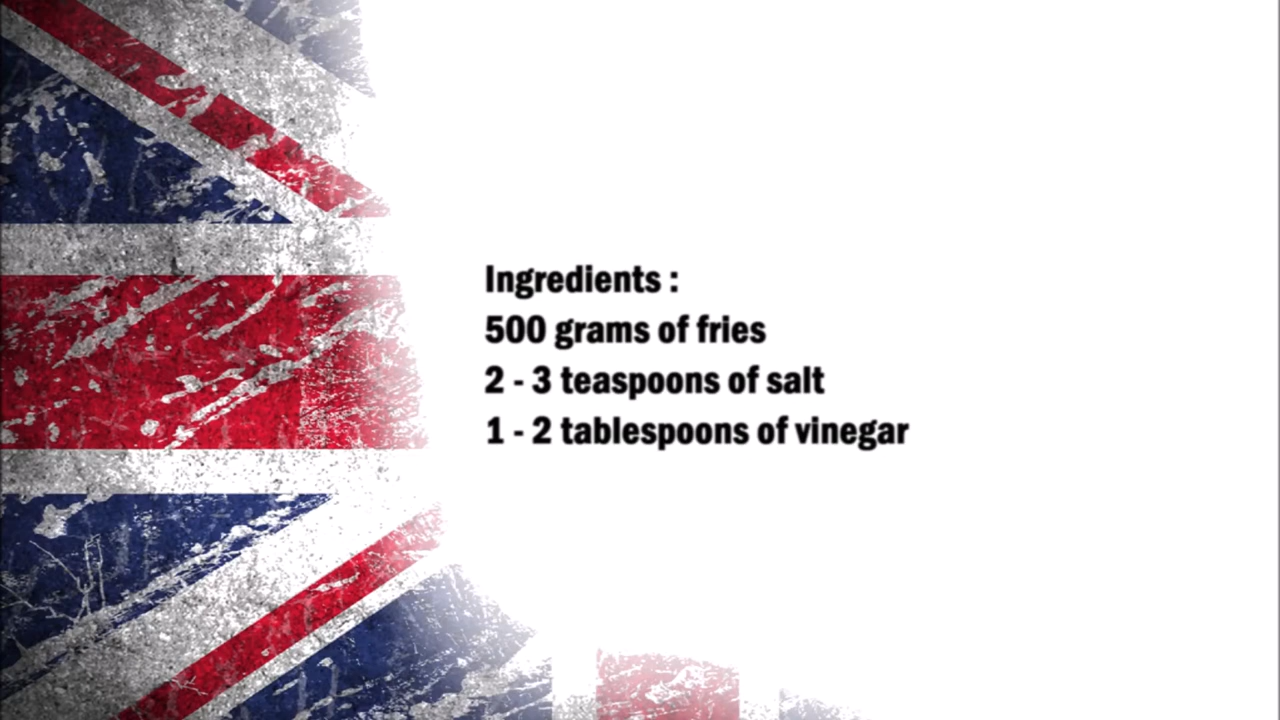 Ingredients :
500 grams of fries
2 - 3 teaspoons of salt
1 - 2 tablespoons of vinegar